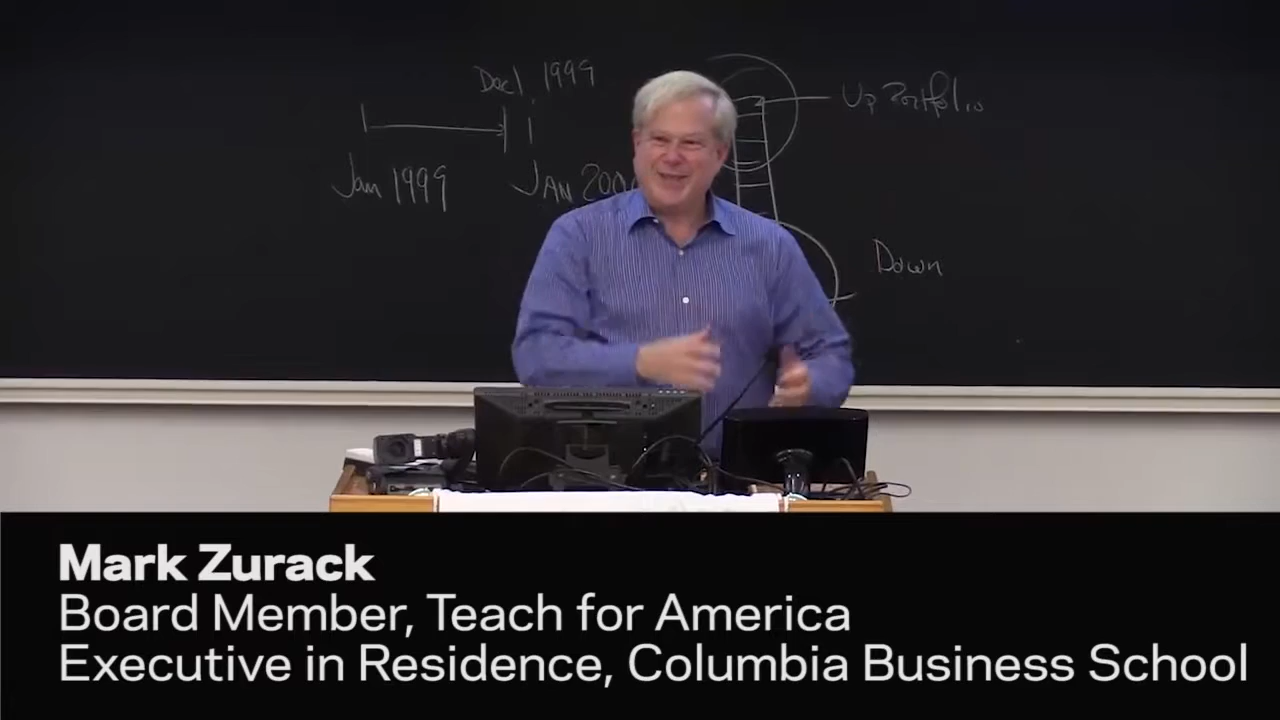 Dec1, 1999
Up Portfolio
Jan 1999
JAN 200
Down
Mark Zurack
Board Member, Teach for America
Executive in Residence, Columbia Business School